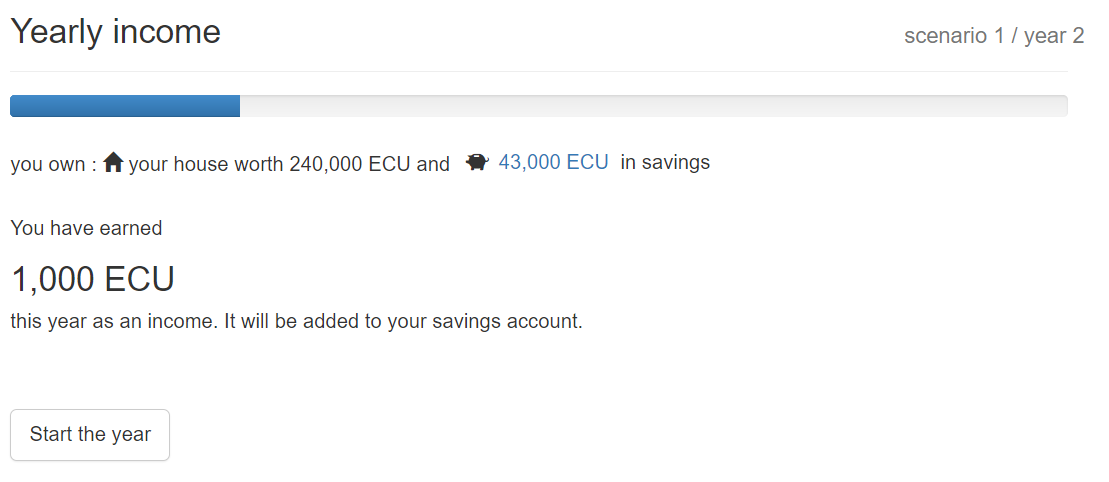 Yearly income
scenario 1 / year 2
you own : your house worth 240,000 ECU and 43,000 ECU in savings
You have earned
1,000 ECU
this year as an income. It will be added to your savings account.
Start the year